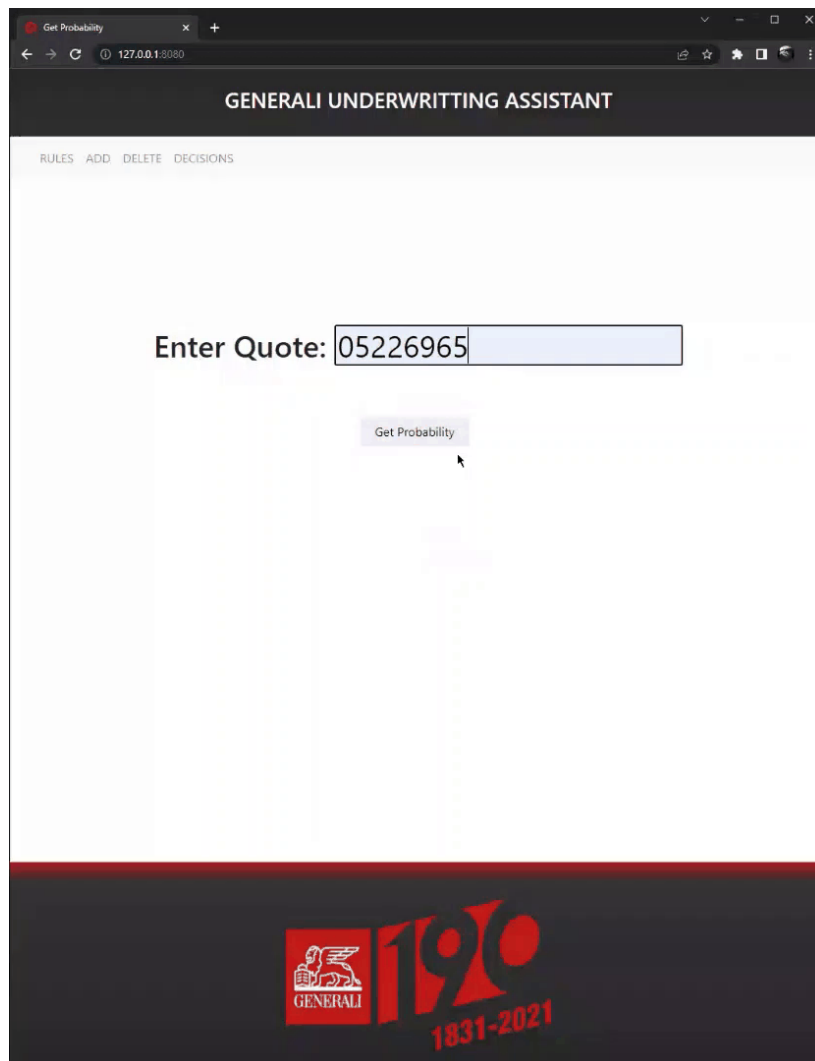 Get Probability
127.0.0.1:8080
GENERALI UNDERWRITTING ASSISTANT
RULES ADD DELETE DECISIONS
Enter Quote: 05226965
Get Probability
GENERALI
190
1831-2021